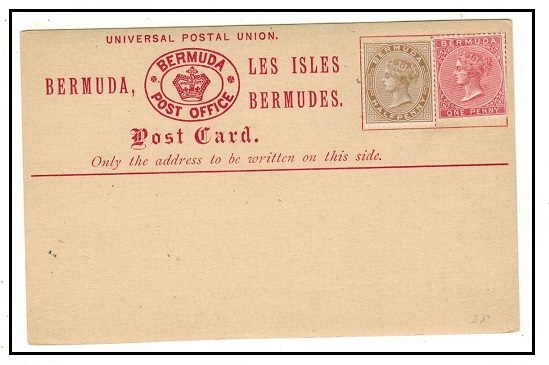 UNIVERSAL POSTAL UNION.
BERMUDA,
BERMUDA
POST OFFICE
LES ISLES
BERMUDES.
BERMUDA
HALFPENNY
BERMUDA
ONE PENNY
Post Card.
Only the address to be written on this side.